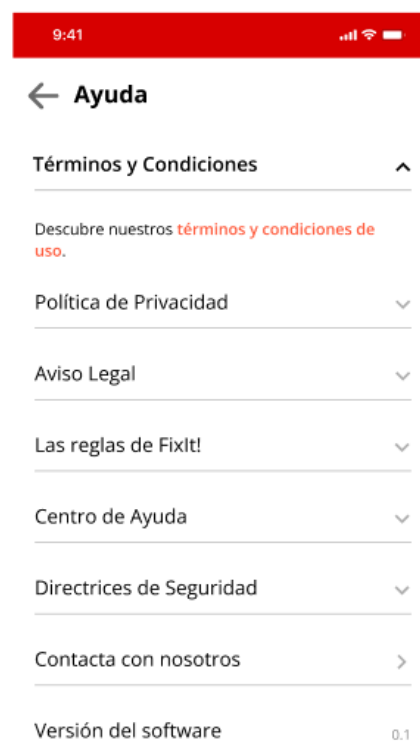 9:41
Ayuda
Términos y Condiciones
Descubre nuestros términos y condiciones de
uso.
Política de Privacidad
Aviso Legal
Las reglas de FixIt!
Centro de Ayuda
Directrices de Seguridad
Contacta con nosotros
Versión del software 0.1